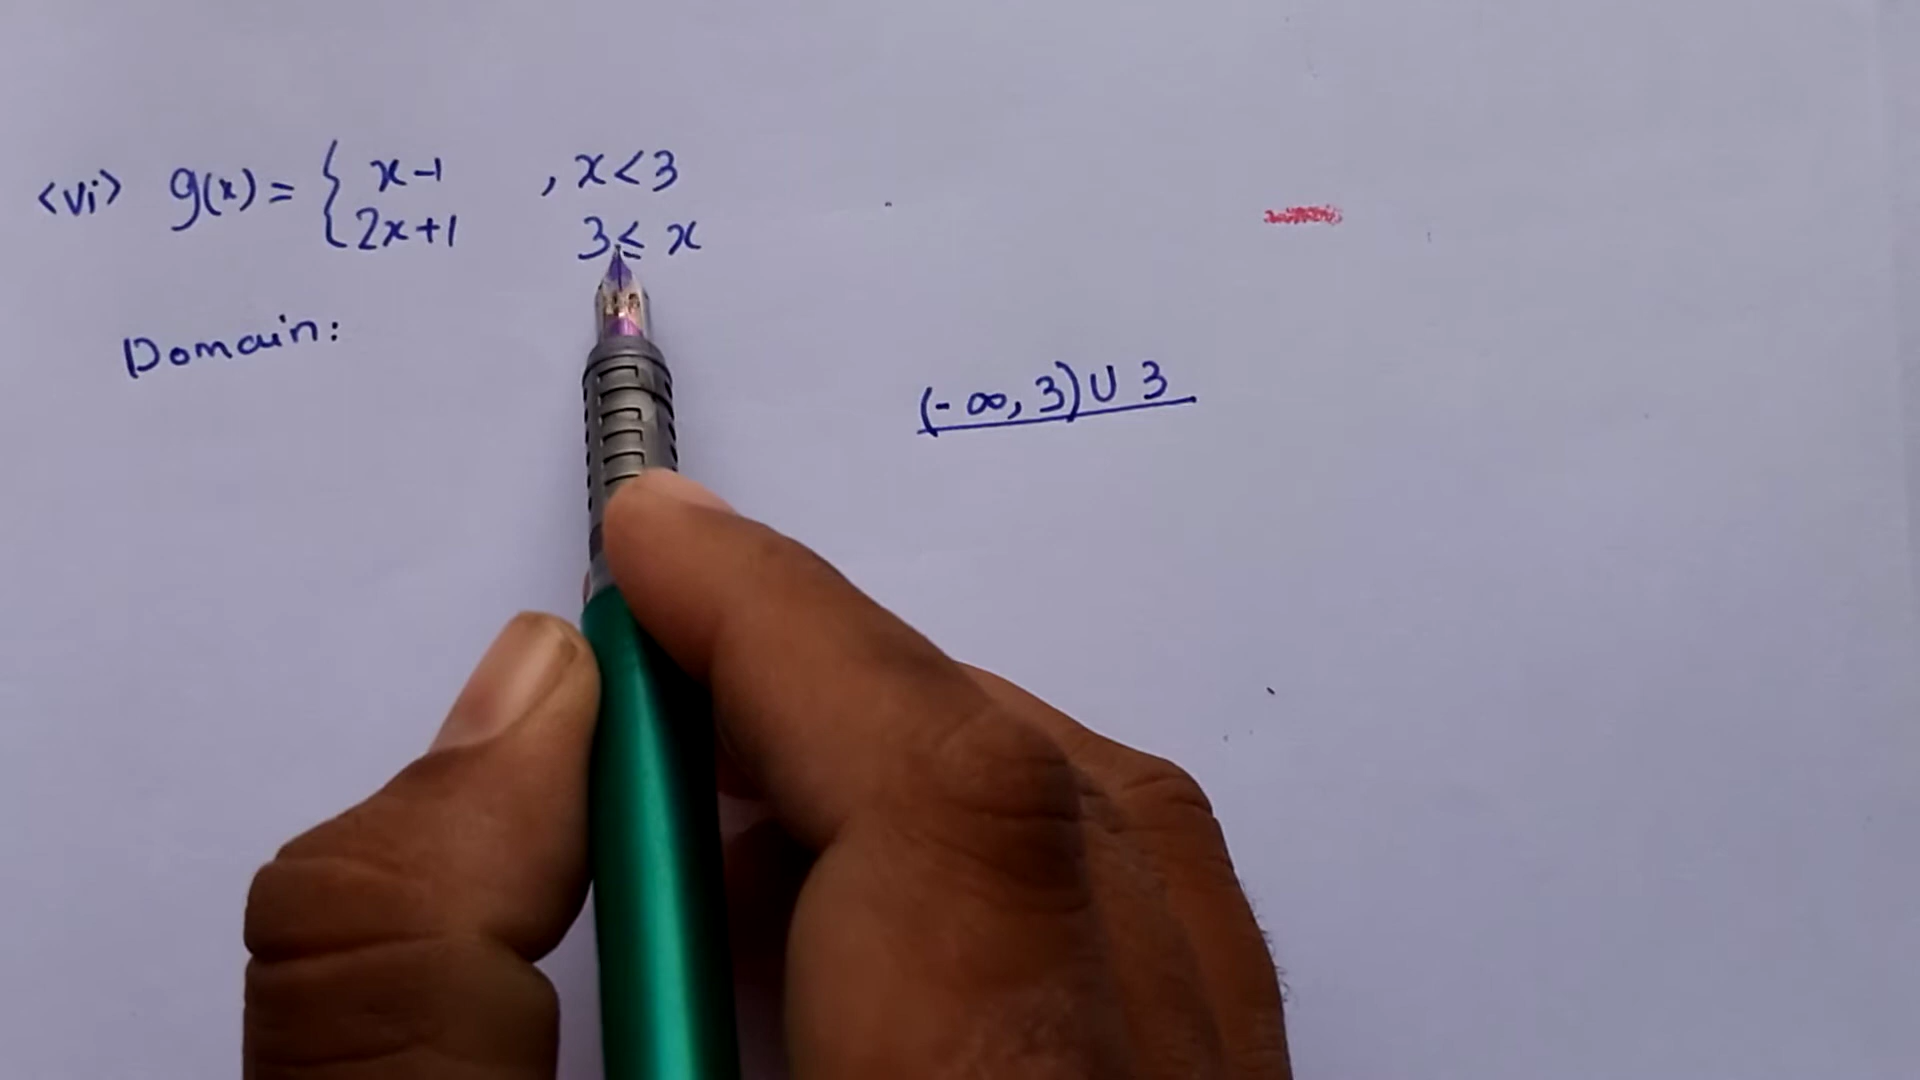 <vi> g(x) = { x-1 , x<3
2x+1 3≤ x
Domain:
(-∞, 3) ∪ 3